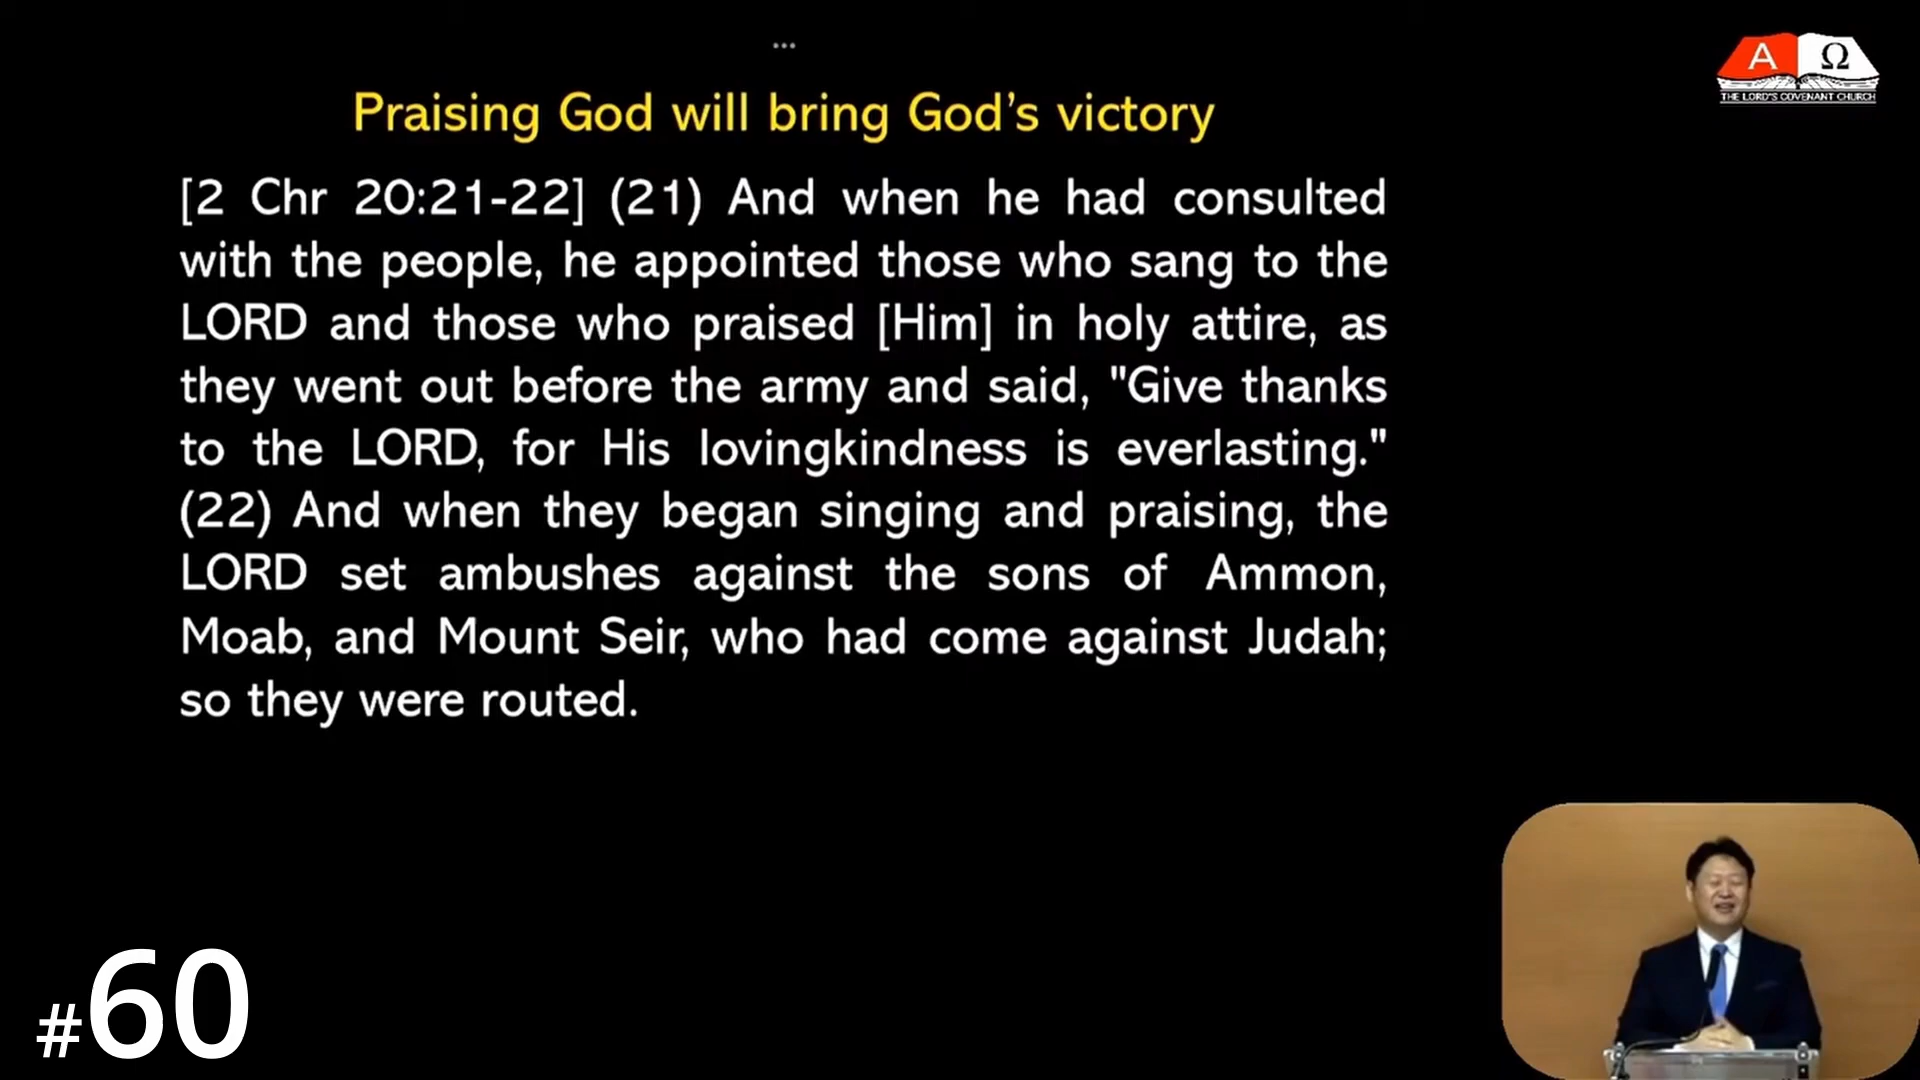 ...
Praising God will bring God’s victory
[2 Chr 20:21-22] (21) And when he had consulted
with the people, he appointed those who sang to the
LORD and those who praised [Him] in holy attire, as
they went out before the army and said, "Give thanks
to the LORD, for His lovingkindness is everlasting."
(22) And when they began singing and praising, the
LORD set ambushes against the sons of Ammon,
Moab, and Mount Seir, who had come against Judah;
so they were routed.
A Ω
THE LORD'S COVENANT CHURCH
#60